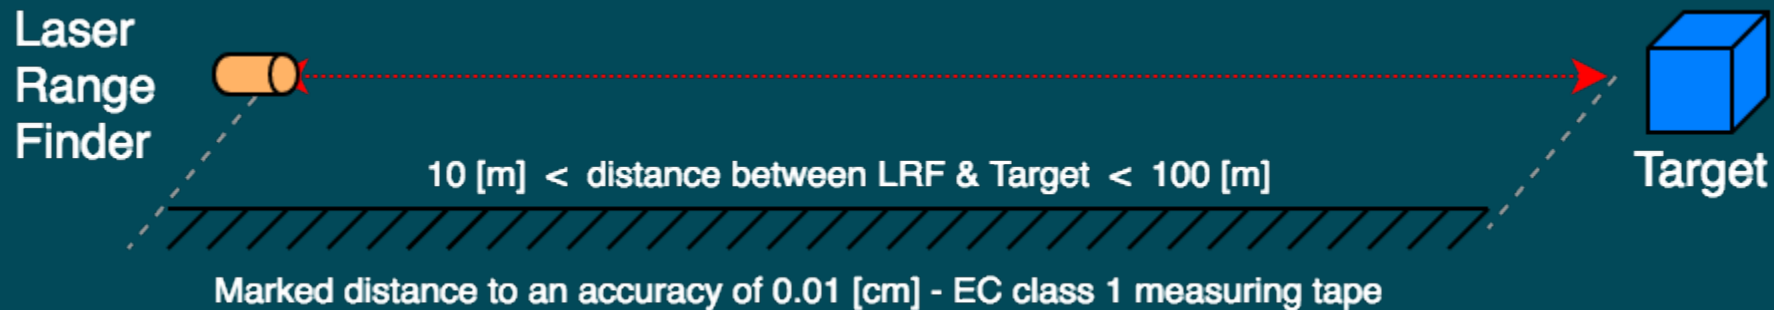 Laser
Range
Finder
10 [m] < distance between LRF & Target < 100 [m]
Target
Marked distance to an accuracy of 0.01 [cm] - EC class 1 measuring tape